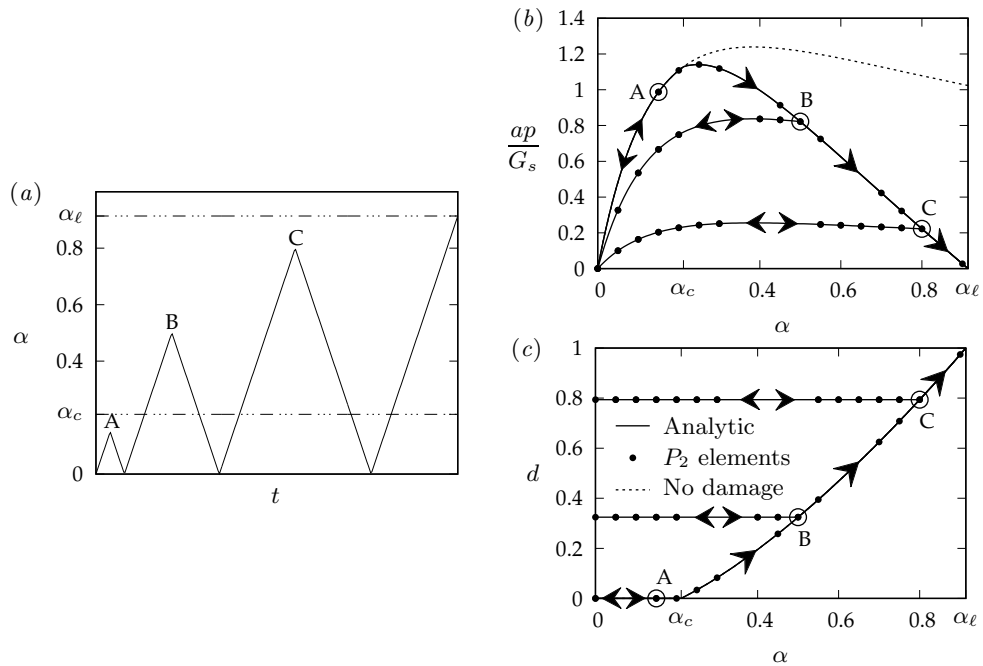 (a)
α_ℓ
0.8
0.6
α
0.4
α_c
0
A
B
C
t
(b)
1.4
1.2
1
0.8
0.6
0.4
0.2
0
ap
G_s
A
B
C
0 α_c 0.4 0.6 0.8 α_ℓ
α
(c)
1
0.8
0.6
0.4
0.2
0
d
Analytic
P_2 elements
No damage
A
B
C
0 α_c 0.4 0.6 0.8 α_ℓ
α